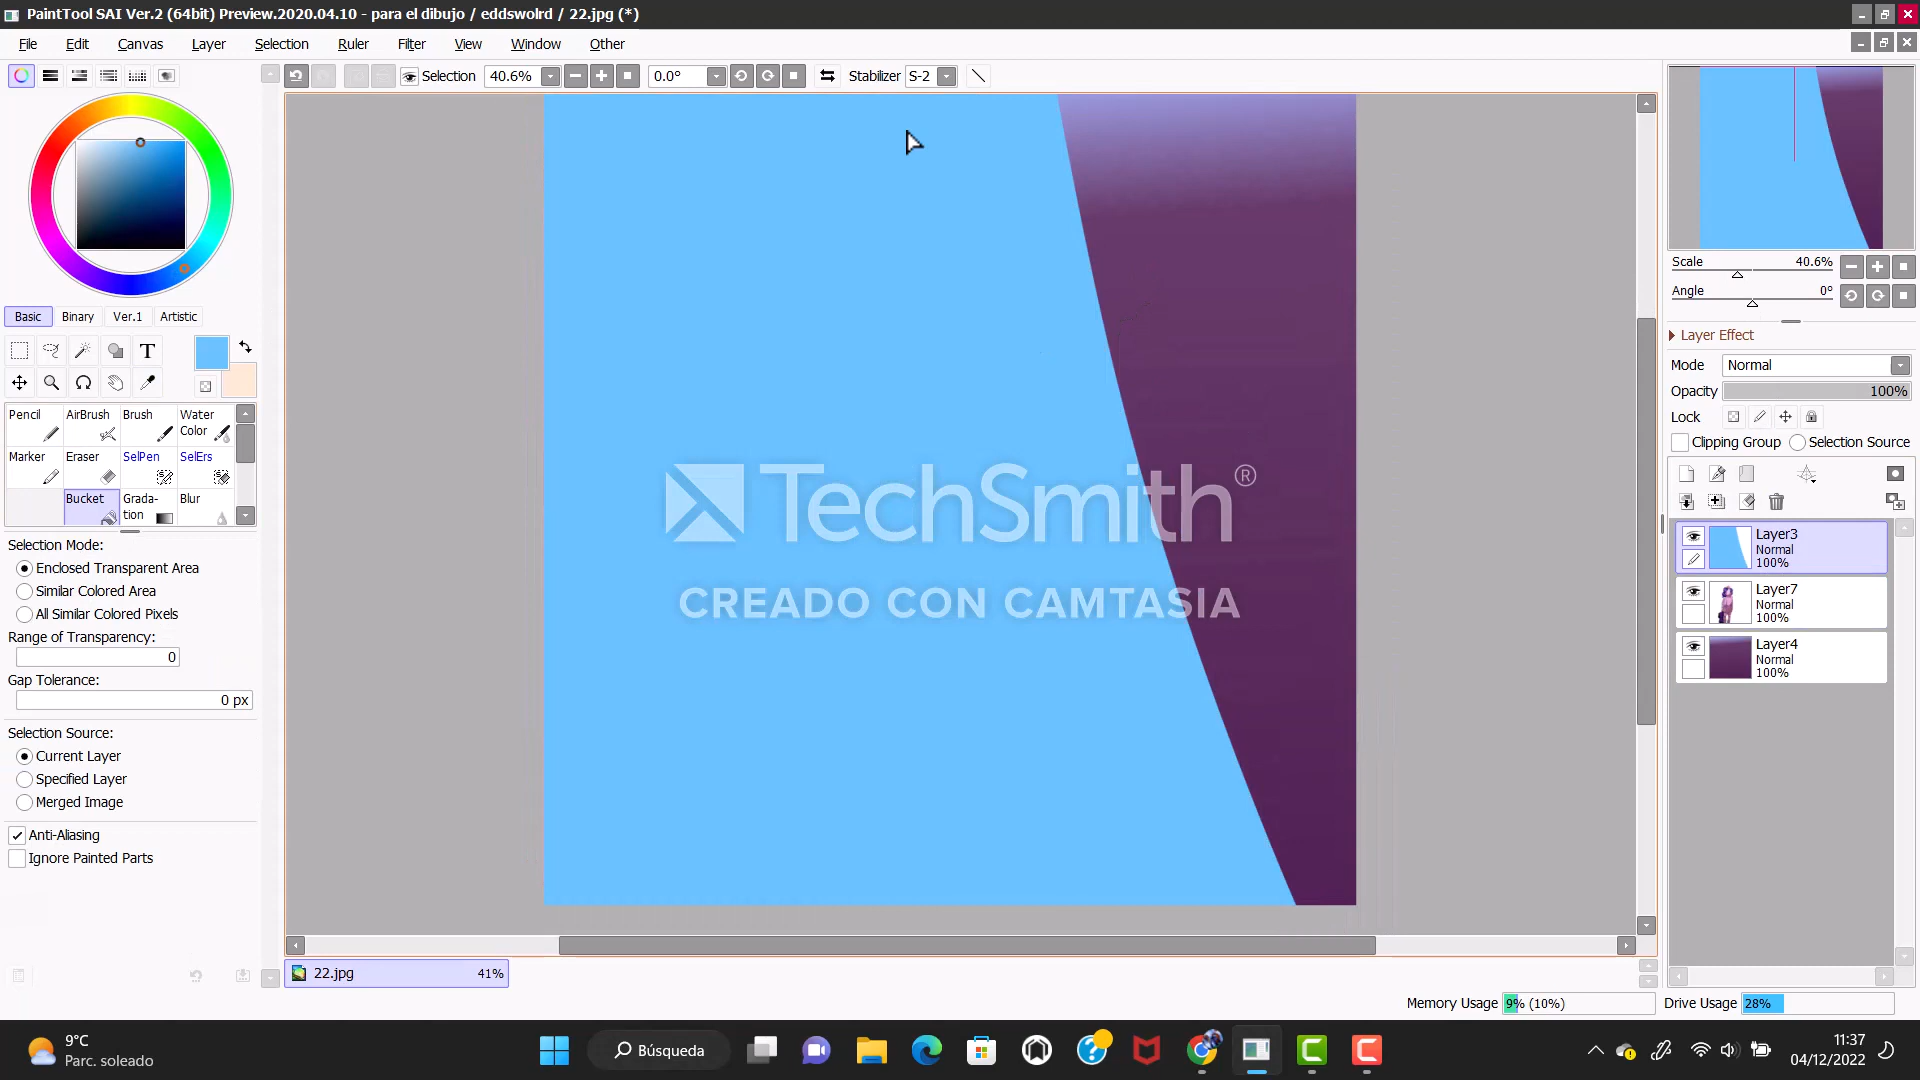 PaintTool SAI Ver.2 (64bit) Preview.2020.04.10 - para el dibujo / eddswolrd / 22.jpg (*)
File Edit Canvas Layer Selection Ruler Filter View Window Other
Selection 40.6% 0.0° Stabilizer S-2
Scale 40.6%
Angle 0°
Basic Binary Ver.1 Artistic
T
Layer Effect
Mode Normal
Opacity 100%
Lock
Clipping Group Selection Source
Pencil AirBrush Brush Water Color
Marker Eraser SelPen SelErs
Bucket Grada-tion Blur
Selection Mode:
Enclosed Transparent Area
Similar Colored Area
All Similar Colored Pixels
Range of Transparency:
0
Gap Tolerance:
0 px
Selection Source:
Current Layer
Specified Layer
Merged Image
Anti-Aliasing
Ignore Painted Parts
TechSmith®
CREADO CON CAMTASIA
Layer3
Normal
100%
Layer7
Normal
100%
Layer4
Normal
100%
22.jpg 41%
Memory Usage 9% (10%) Drive Usage 28%
9°C
Parc. soleado
Búsqueda
11:37
04/12/2022